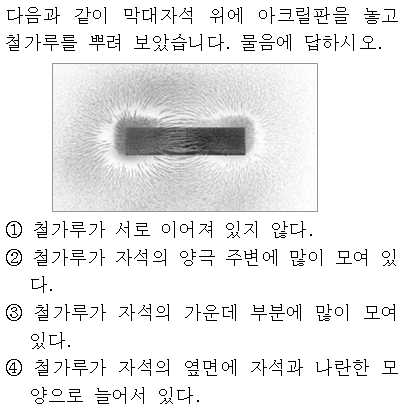 다음과 같이 막대자석 위에 아크릴판을 놓고
철가루를 뿌려 보았습니다. 물음에 답하시오.
① 철가루가 서로 이어져 있지 않다.
② 철가루가 자석의 양극 주변에 많이 모여 있
다.
③ 철가루가 자석의 가운데 부분에 많이 모여
있다.
④ 철가루가 자석의 옆면에 자석과 나란한 모
양으로 늘어서 있다.